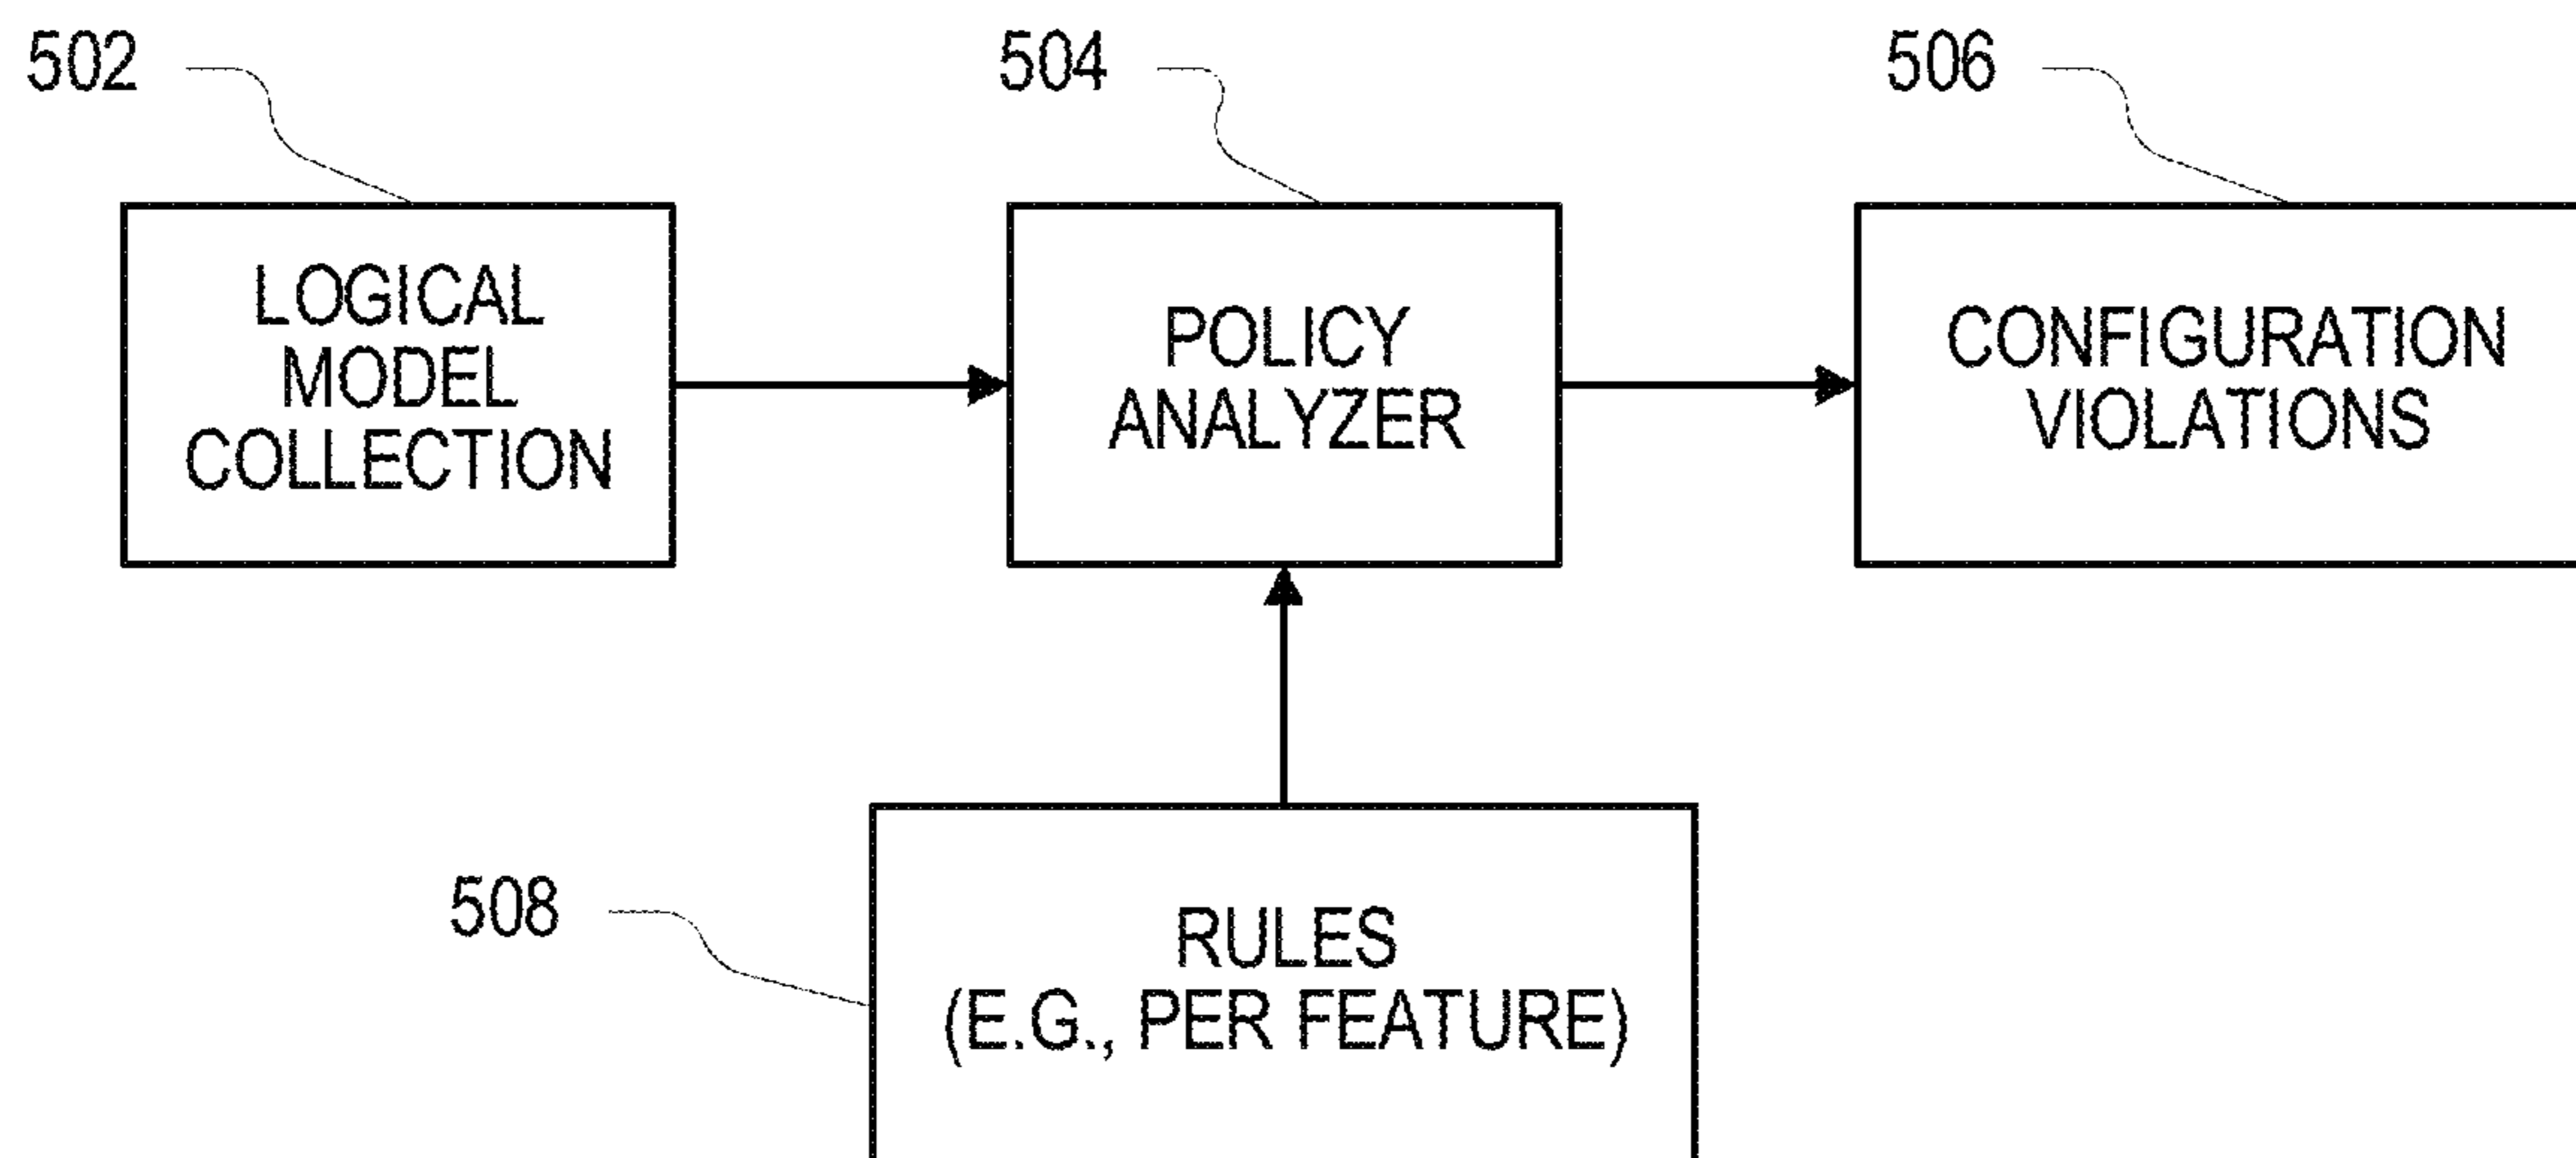 502
504
506
LOGICAL
MODEL
COLLECTION
POLICY
ANALYZER
CONFIGURATION
VIOLATIONS
508
RULES
(E.G., PER FEATURE)